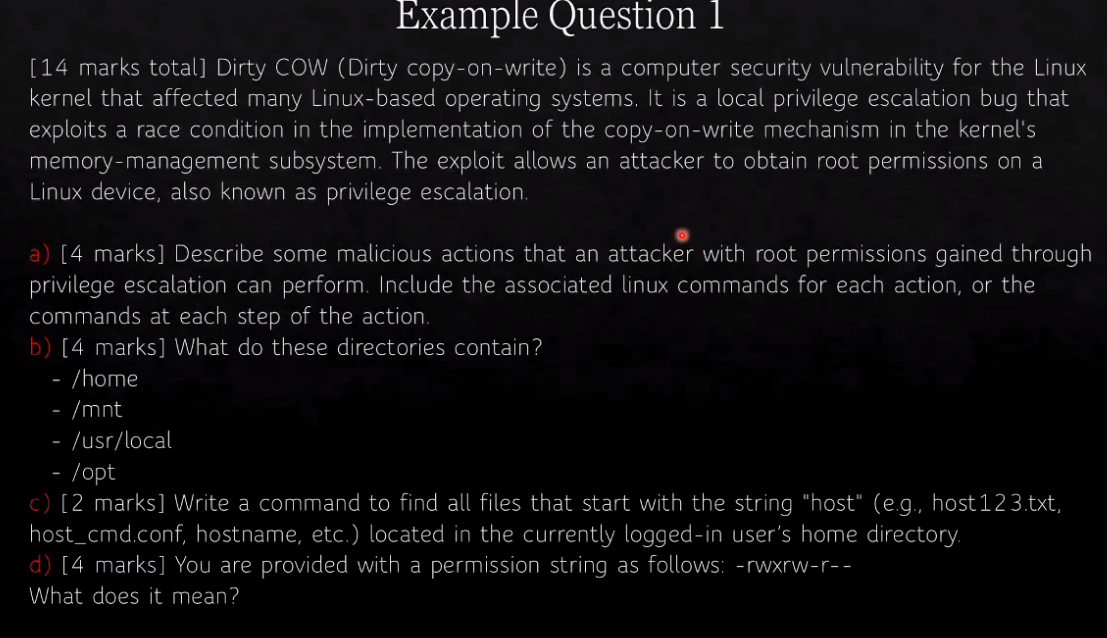 Example Question 1
[14 marks total] Dirty COW (Dirty copy-on-write) is a computer security vulnerability for the Linux
kernel that affected many Linux-based operating systems. It is a local privilege escalation bug that
exploits a race condition in the implementation of the copy-on-write mechanism in the kernel's
memory-management subsystem. The exploit allows an attacker to obtain root permissions on a
Linux device, also known as privilege escalation.
a) [4 marks] Describe some malicious actions that an attacker with root permissions gained through
privilege escalation can perform. Include the associated linux commands for each action, or the
commands at each step of the action.
b) [4 marks] What do these directories contain?
- /home
- /mnt
- /usr/local
- /opt
c) [2 marks] Write a command to find all files that start with the string "host" (e.g., host123.txt,
host_cmd.conf, hostname, etc.) located in the currently logged-in user’s home directory.
d) [4 marks] You are provided with a permission string as follows: -rwxrw-r--
What does it mean?